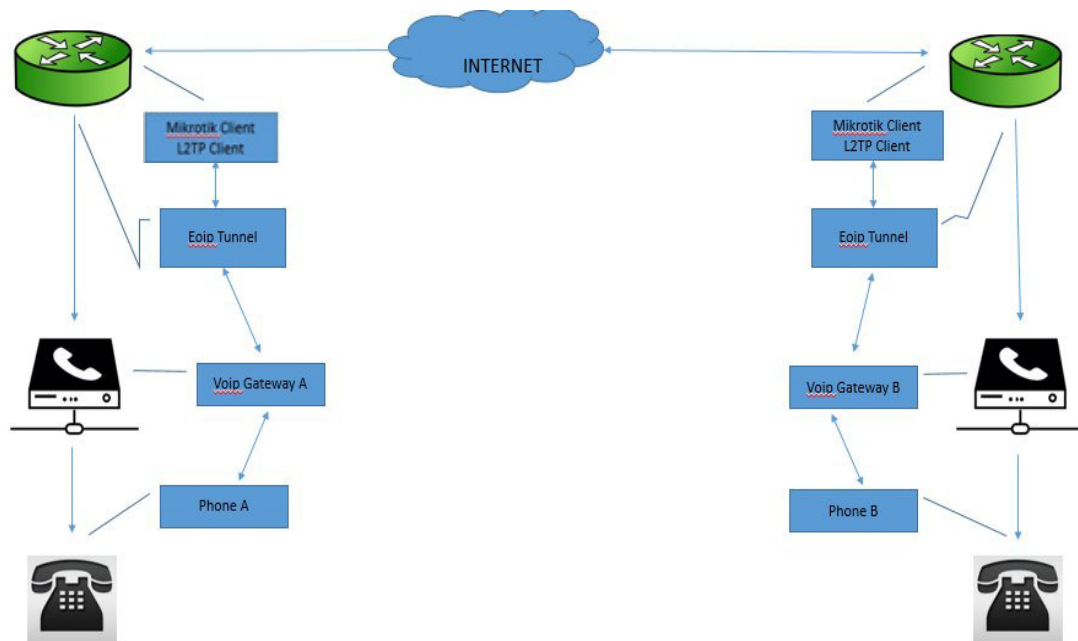 INTERNET
Mikrotik Client
L2TP Client
Mikrotik Client
L2TP Client
Eoip Tunnel
Eoip Tunnel
Voip Gateway A
Voip Gateway B
Phone A
Phone B